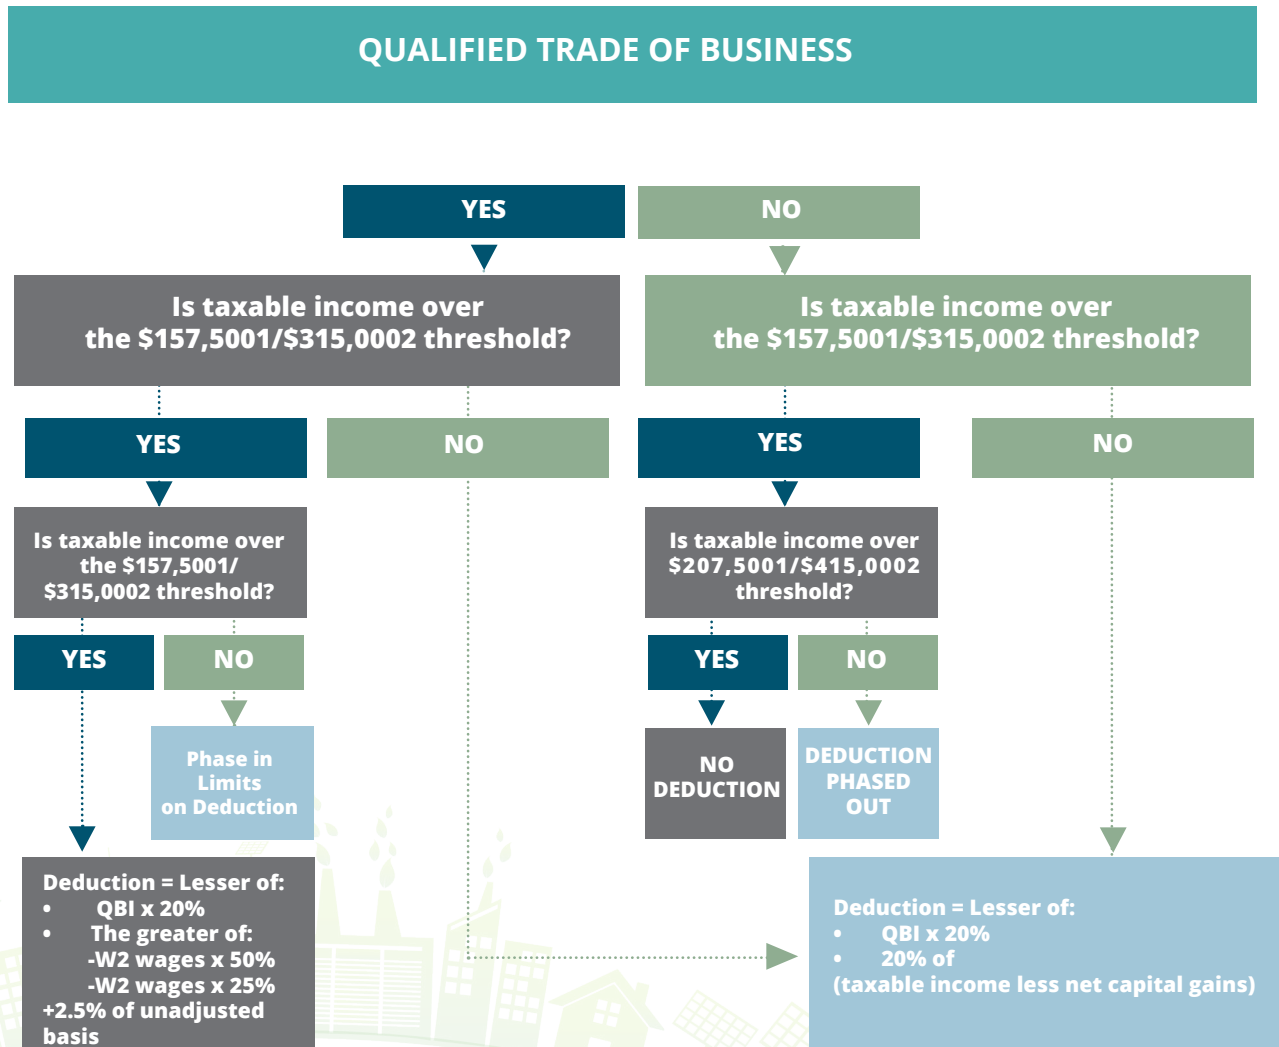 QUALIFIED TRADE OF BUSINESS
YES
NO
Is taxable income over
the $157,5001/$315,0002 threshold?
Is taxable income over
the $157,5001/$315,0002 threshold?
YES
NO
YES
NO
Is taxable income over
the $157,5001/
$315,0002 threshold?
Is taxable income over
$207,5001/$415,0002
threshold?
YES
NO
YES
NO
Phase in
Limits
on Deduction
NO
DEDUCTION
DEDUCTION
PHASED
OUT
Deduction = Lesser of:
• QBI x 20%
• The greater of:
-W2 wages x 50%
-W2 wages x 25%
+2.5% of unadjusted
basis
Deduction = Lesser of:
• QBI x 20%
• 20% of
(taxable income less net capital gains)